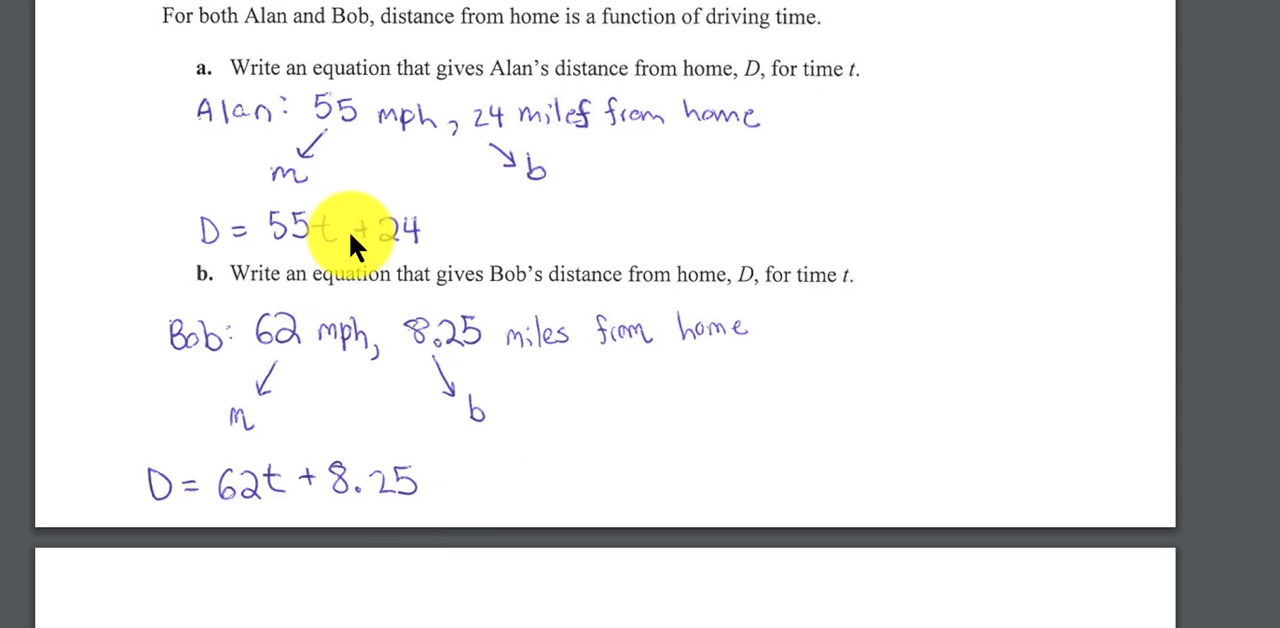 For both Alan and Bob, distance from home is a function of driving time.
a. Write an equation that gives Alan's distance from home, D, for time t.
Alan: 55 mph, 24 miles from home
m
b
D = 55t + 24
b. Write an equation that gives Bob's distance from home, D, for time t.
Bob: 62 mph, 8.25 miles from home
m
b
D = 62t + 8.25